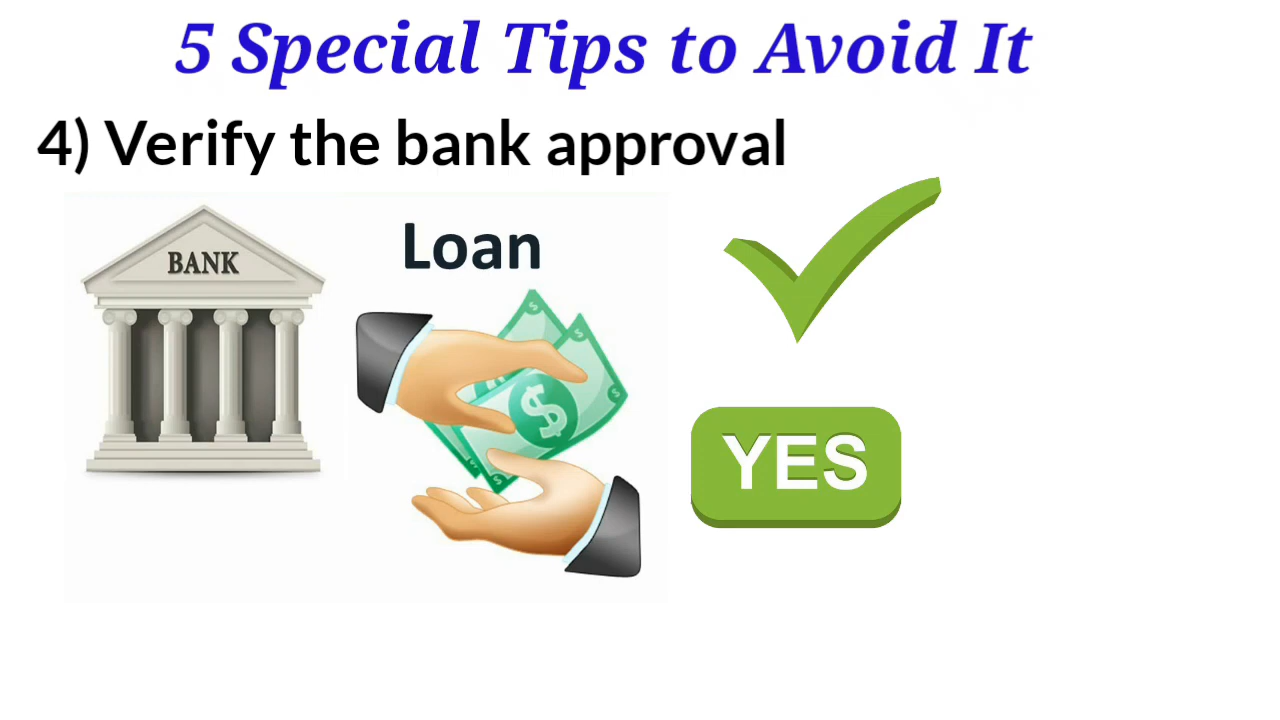 5 Special Tips to Avoid It
4) Verify the bank approval
BANK
Loan
$
$
$
$
$
YES